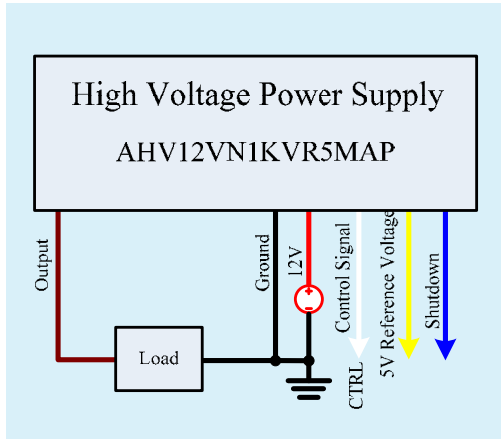 High Voltage Power Supply
AHV12VN1KVR5MAP
Output
Ground
12V
Control Signal
5V Reference Voltage
Shutdown
Load
CTRL